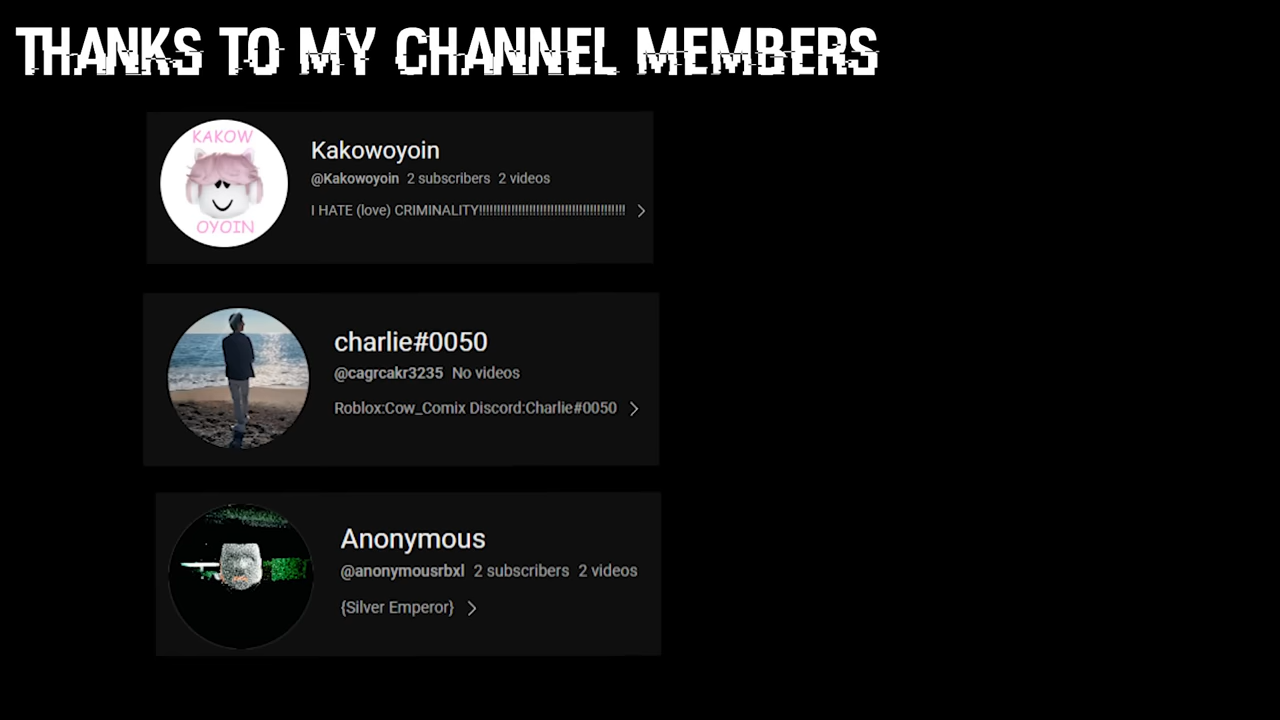 THANKS TO MY CHANNEL MEMBERS
KAKOW
OYOIN
Kakowoyoin
@Kakowoyoin 2 subscribers 2 videos
I HATE (love) CRIMINALITY!!!!!!!!!!!!!!!!!!!!!!!!!!!!!!!!!!!!!!!!!
charlie#0050
@cagrcakr3235 No videos
Roblox:Cow_Comix Discord:Charlie#0050
Anonymous
@anonymousrbxl 2 subscribers 2 videos
{Silver Emperor}